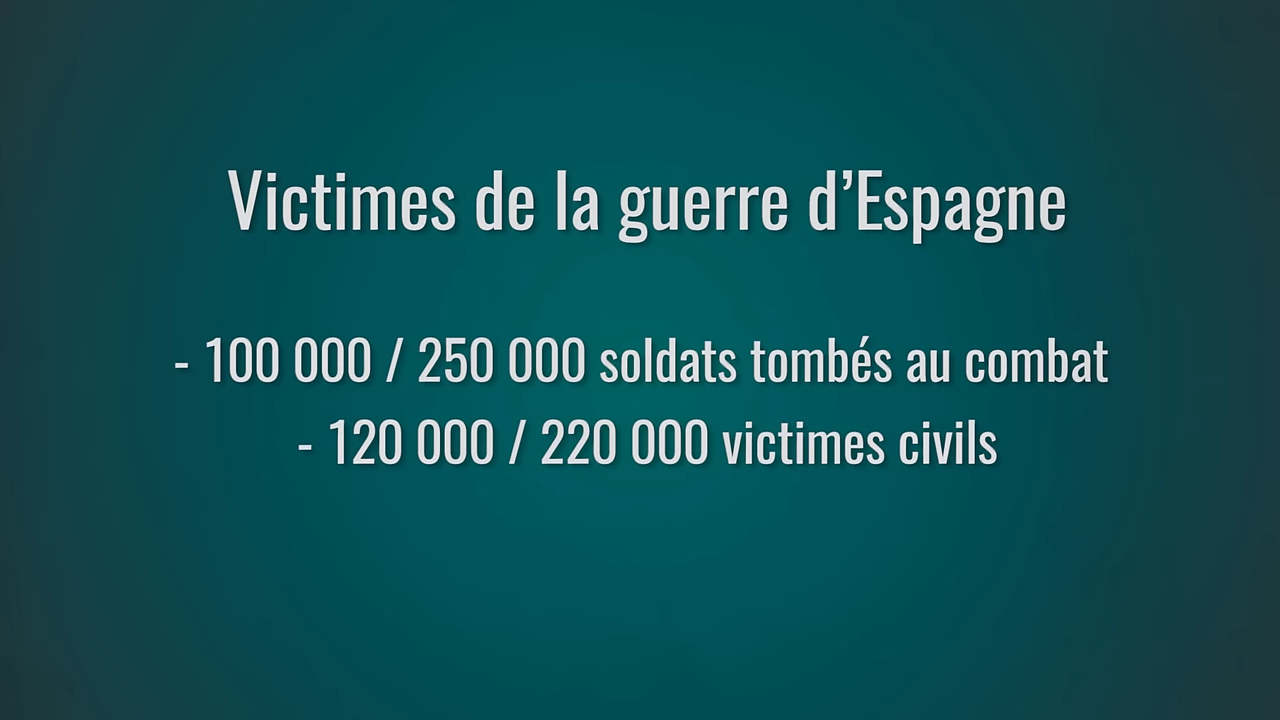 Victimes de la guerre d’Espagne
- 100 000 / 250 000 soldats tombés au combat
- 120 000 / 220 000 victimes civils